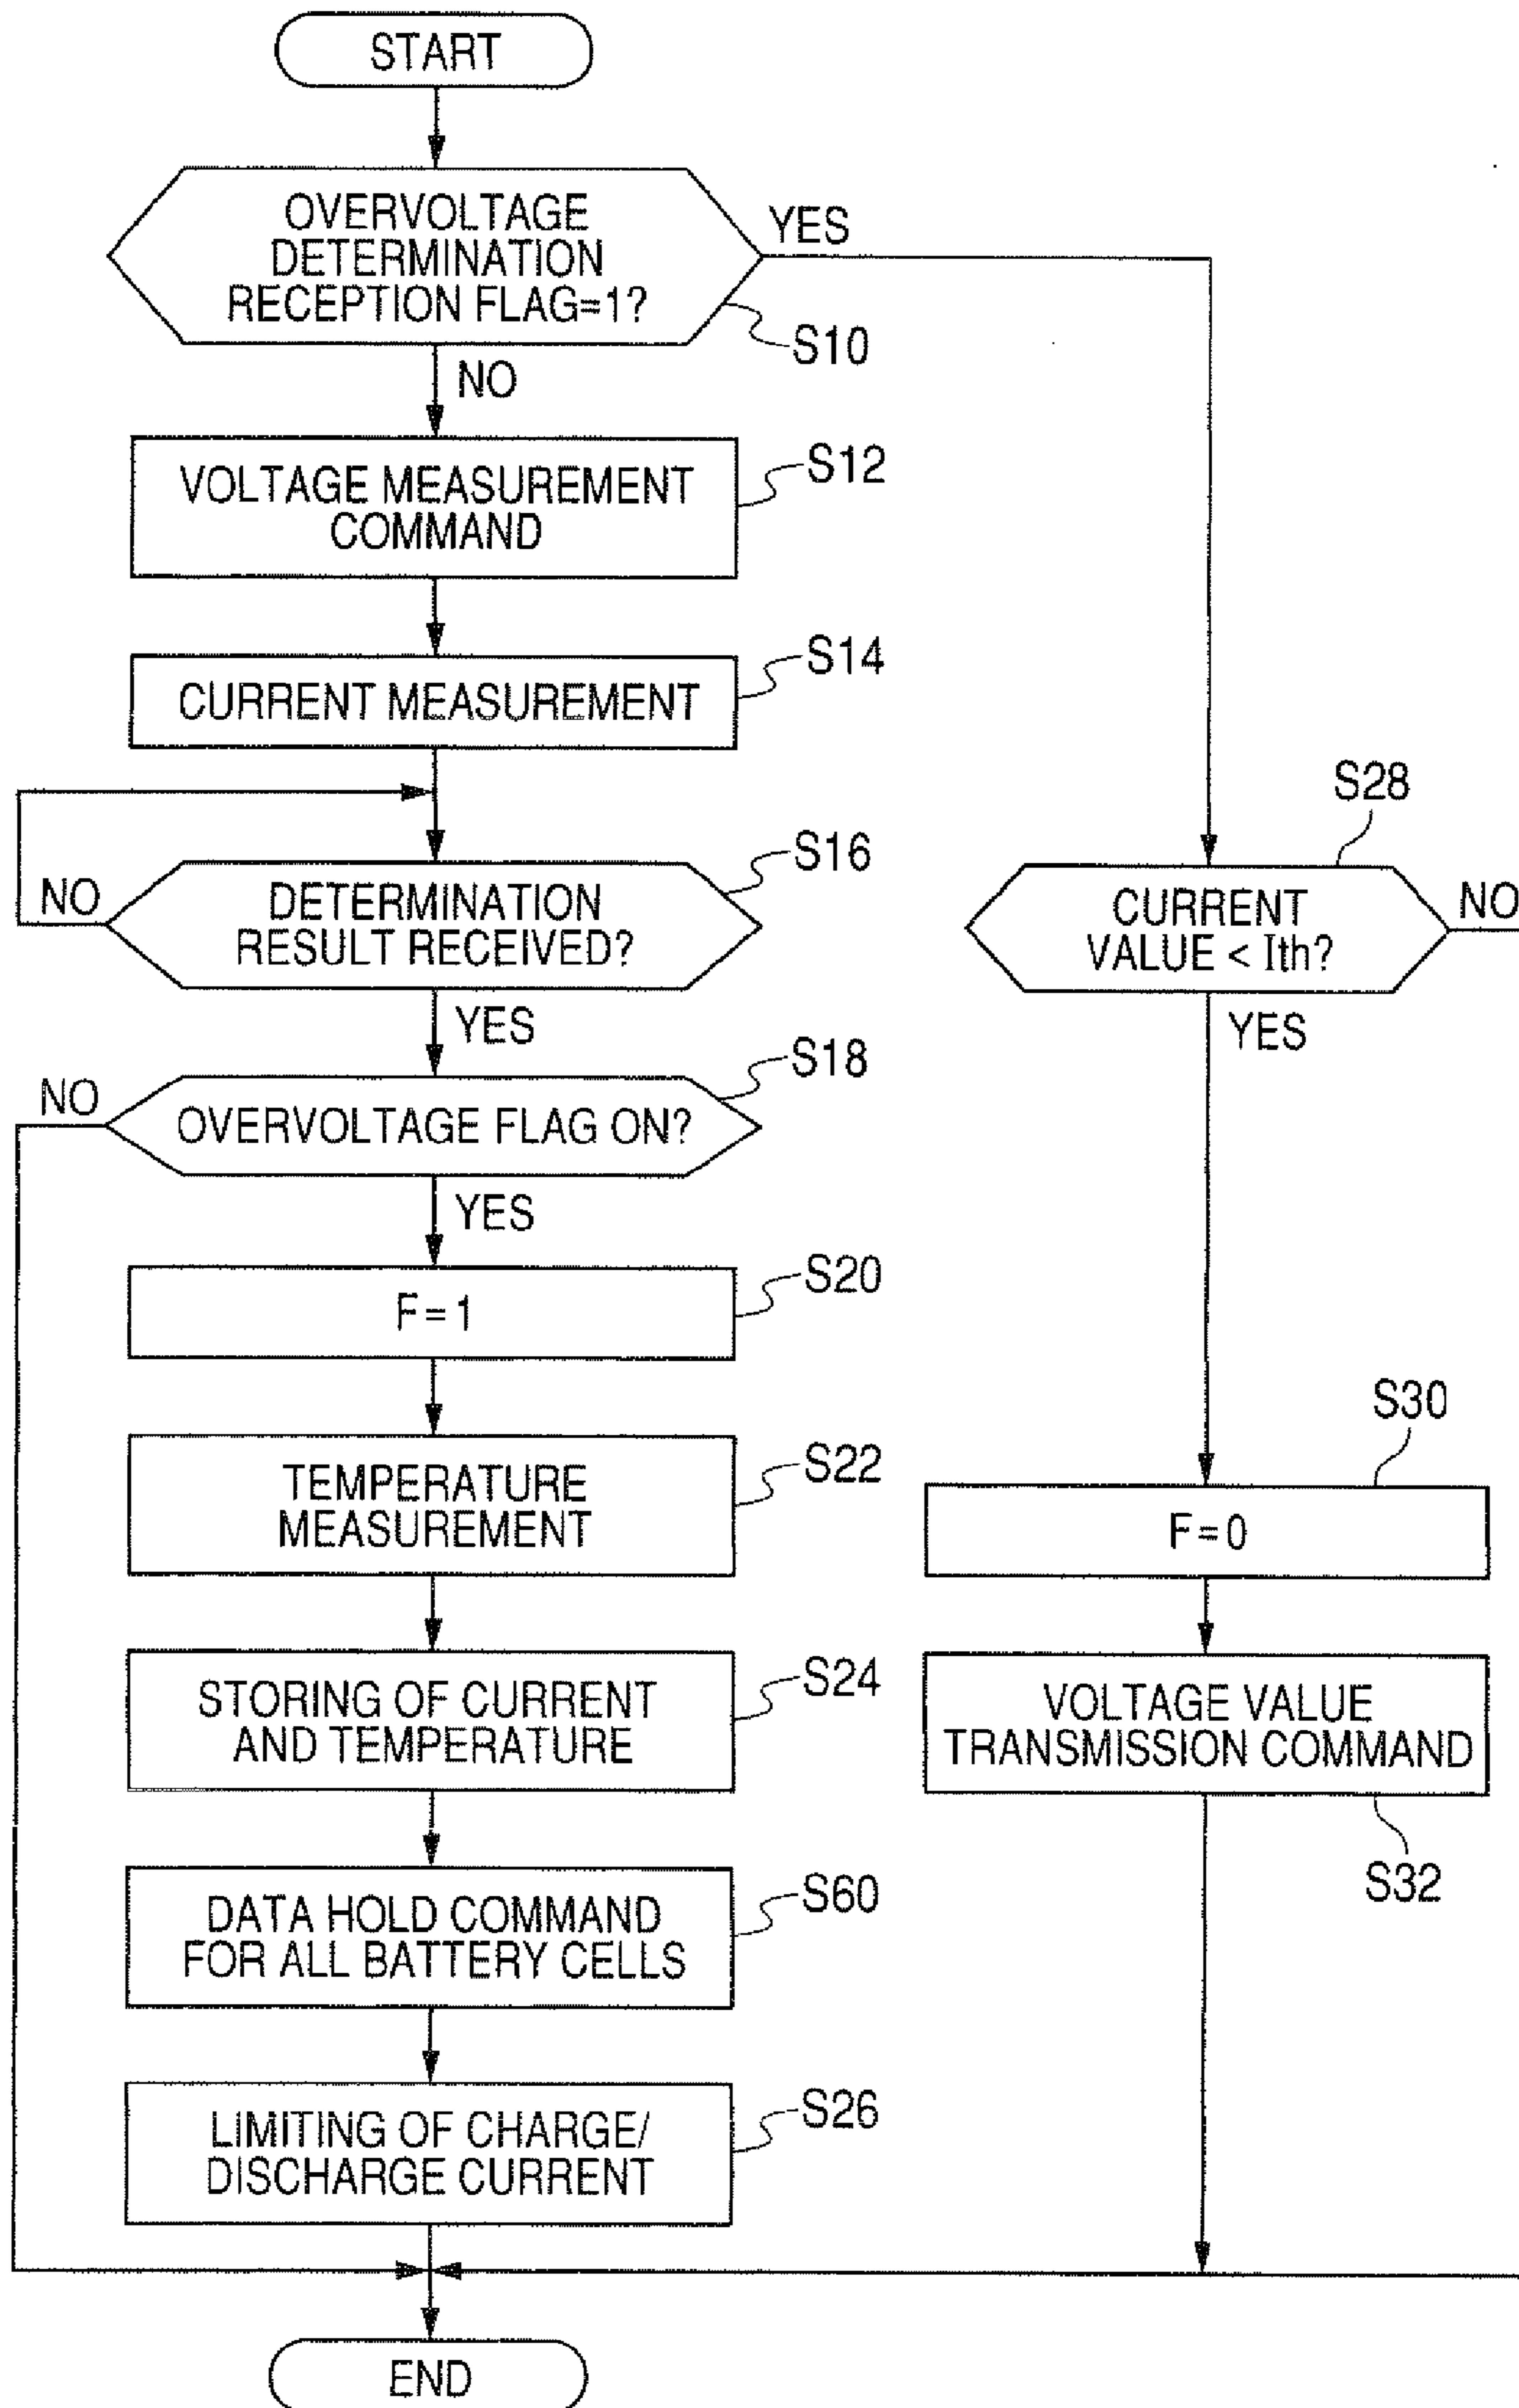 START
OVERVOLTAGE
DETERMINATION
RECEPTION FLAG=1?
YES
S10
NO
VOLTAGE MEASUREMENT
COMMAND
S12
CURRENT MEASUREMENT
S14
DETERMINATION
RESULT RECEIVED?
S16
NO
YES
OVERVOLTAGE FLAG ON?
S18
NO
YES
F=1
S20
TEMPERATURE
MEASUREMENT
S22
STORING OF CURRENT
AND TEMPERATURE
S24
DATA HOLD COMMAND
FOR ALL BATTERY CELLS
S60
LIMITING OF CHARGE/
DISCHARGE CURRENT
S26
S28
CURRENT
VALUE < Ith?
NO
YES
S30
F=0
VOLTAGE VALUE
TRANSMISSION COMMAND
S32
END